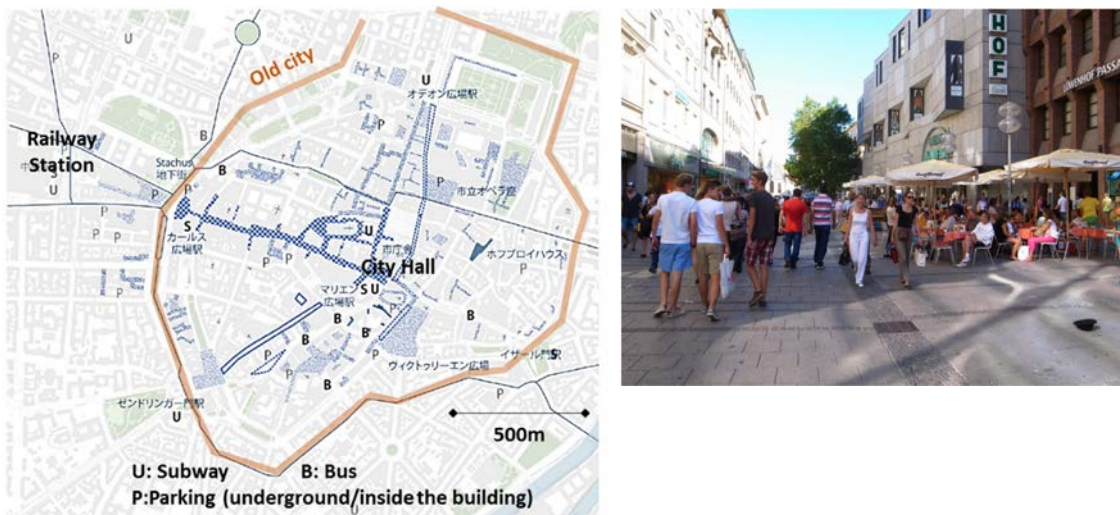 Old city
U
U
オデオン広場駅
P
P
Railway
Station
B
Stachus
地下街
B
P
市立オペラ座
P
P
S
カールス
広場駅
U
市庁舎
City Hall
ホフブロイハウス
P
P
P
P
P
マリエン
広場駅
S U
P
B
B
B
B
P
P
P
ヴィクトゥリーエン広場
イザール門駅
S
B
P
ゼンドリンガー門駅
U
500m
U: Subway
B: Bus
P:Parking (underground/inside the building)
U
HOF
LÖWENHOF PASSA